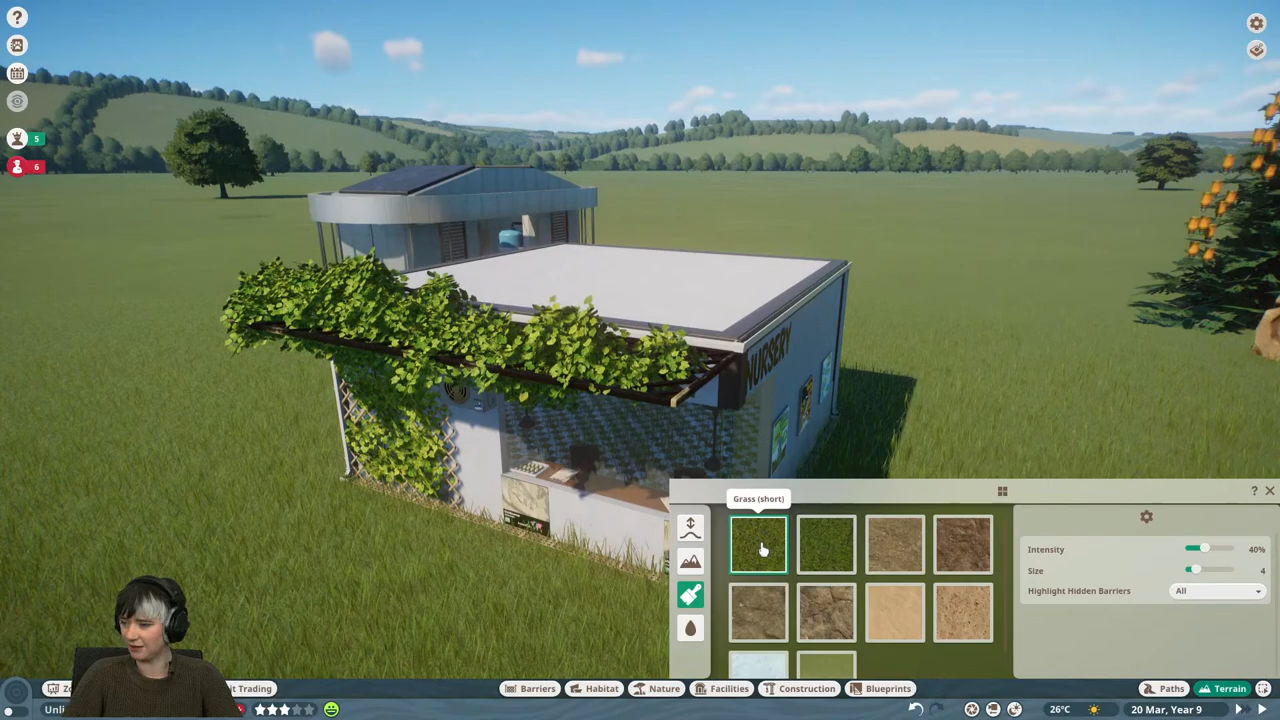 ?
5
6
NURSERY
Grass (short)
?
Intensity 40%
Size 4
Highlight Hidden Barriers All
Barriers
Habitat
Nature
Facilities
Construction
Blueprints
Paths
Terrain
Trading
26°C
20 Mar, Year 9